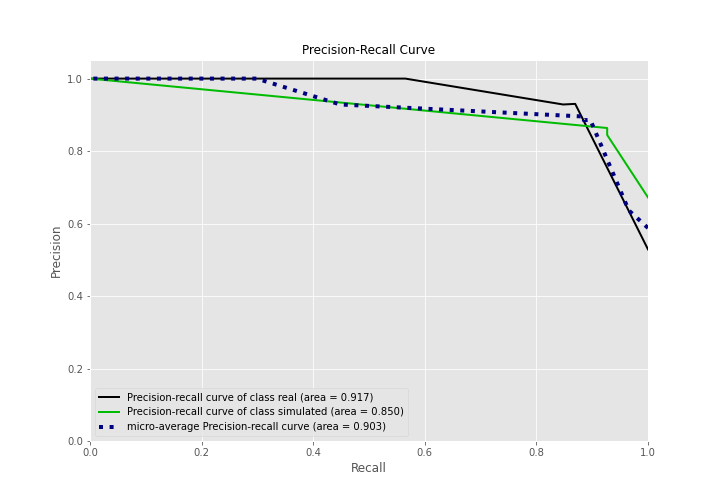 Precision-Recall Curve
Precision
1.0
0.8
0.6
0.4
0.2
0.0
Precision-recall curve of class real (area = 0.917)
Precision-recall curve of class simulated (area = 0.850)
micro-average Precision-recall curve (area = 0.903)
0.0 0.2 0.4 0.6 0.8 1.0
Recall